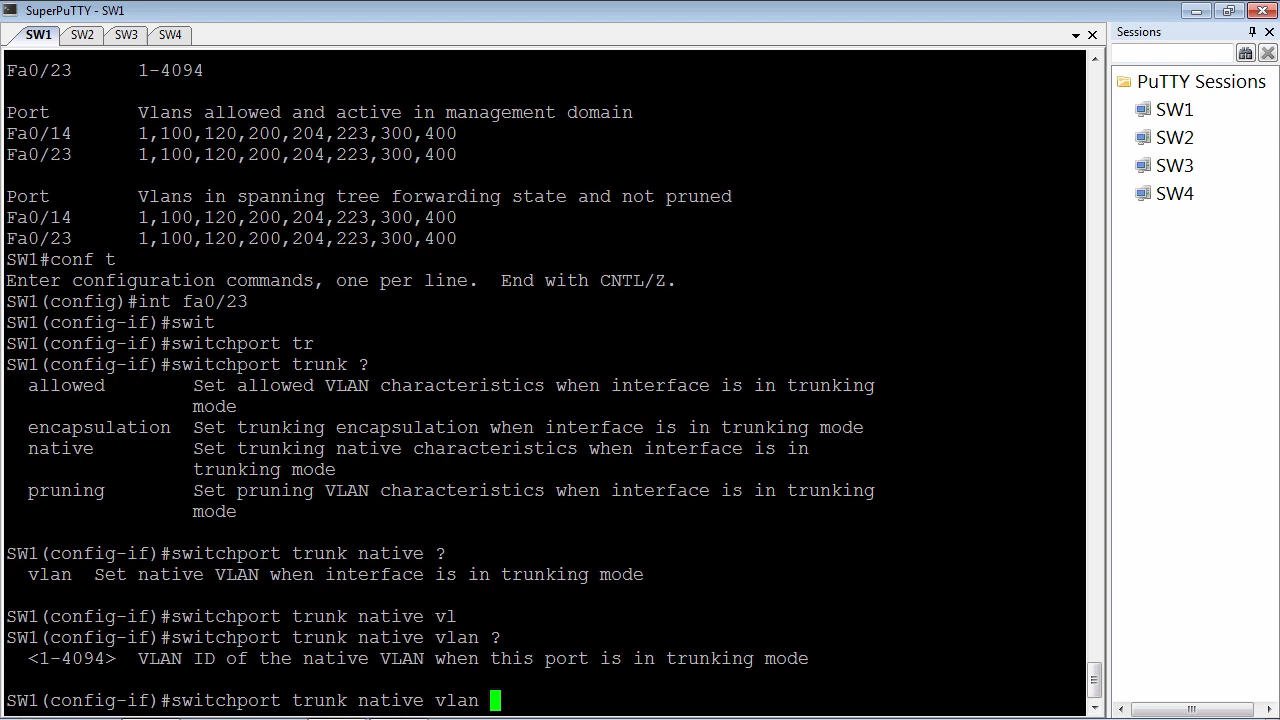 SuperPuTTY - SW1
SW1 SW2 SW3 SW4
Fa0/23      1-4094
Port        Vlans allowed and active in management domain
Fa0/14      1,100,120,200,204,223,300,400
Fa0/23      1,100,120,200,204,223,300,400
Port        Vlans in spanning tree forwarding state and not pruned
Fa0/14      1,100,120,200,204,223,300,400
Fa0/23      1,100,120,200,204,223,300,400
SW1#conf t
Enter configuration commands, one per line.  End with CNTL/Z.
SW1(config)#int fa0/23
SW1(config-if)#swit
SW1(config-if)#switchport tr
SW1(config-if)#switchport trunk ?
  allowed        Set allowed VLAN characteristics when interface is in trunking
                 mode
  encapsulation  Set trunking encapsulation when interface is in trunking mode
  native         Set trunking native characteristics when interface is in
                 trunking mode
  pruning        Set pruning VLAN characteristics when interface is in trunking
                 mode
SW1(config-if)#switchport trunk native ?
  vlan  Set native VLAN when interface is in trunking mode
SW1(config-if)#switchport trunk native vl
SW1(config-if)#switchport trunk native vlan ?
  <1-4094>  VLAN ID of the native VLAN when this port is in trunking mode
SW1(config-if)#switchport trunk native vlan
Sessions
PuTTY Sessions
SW1
SW2
SW3
SW4